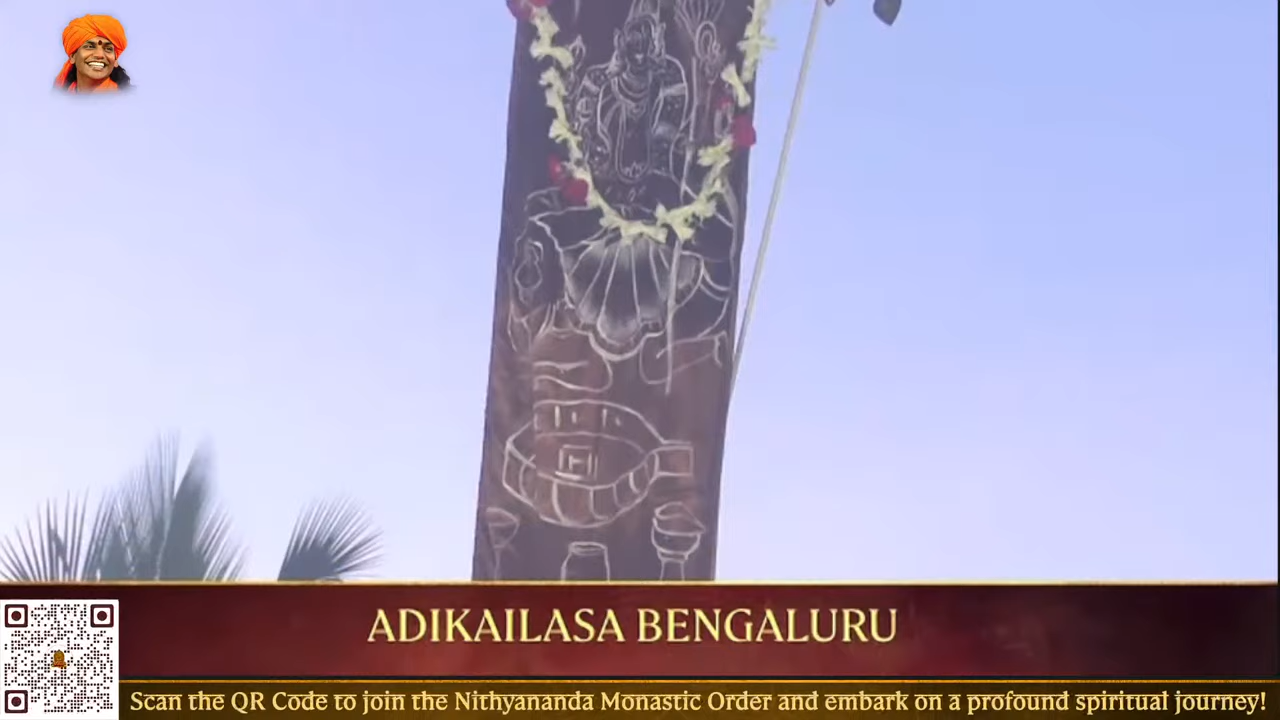 ADIKAILASA BENGALURU
Scan the QR Code to join the Nithyananda Monastic Order and embark on a profound spiritual journey!